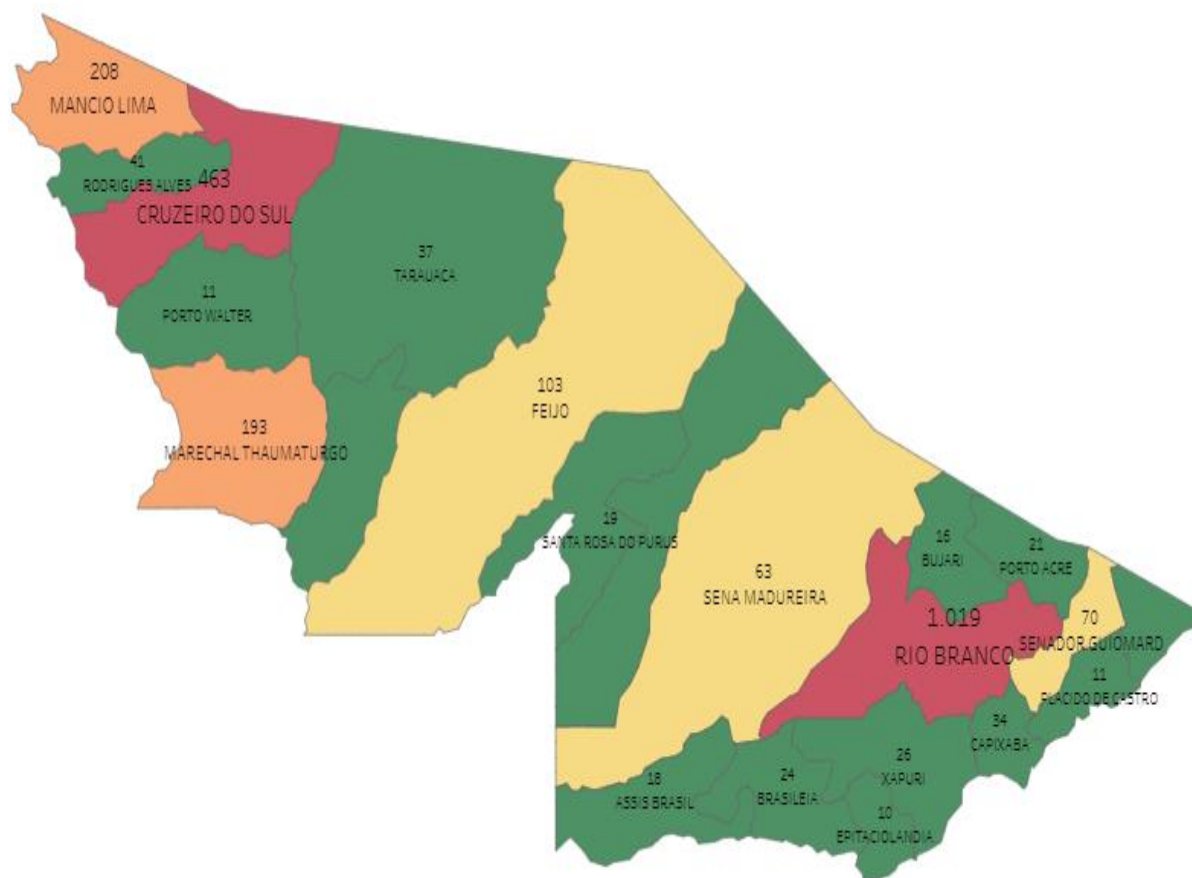 208
MANCIO LIMA
41
RODRIGUES ALVES
463
CRUZEIRO DO SUL
37
TARAUACA
11
PORTO WALTER
103
FEIJO
193
MARECHAL THAUMATURGO
19
SANTA ROSA DO PURUS
16
BUJARI
21
PORTO ACRE
63
SENA MADUREIRA
1.019
RIO BRANCO
70
SENADOR GUIOMARD
11
PLACIDO DE CASTRO
34
CAPIXABA
26
XAPURI
18
ASSIS BRASIL
24
BRASILEIA
10
EPITACIOLANDIA